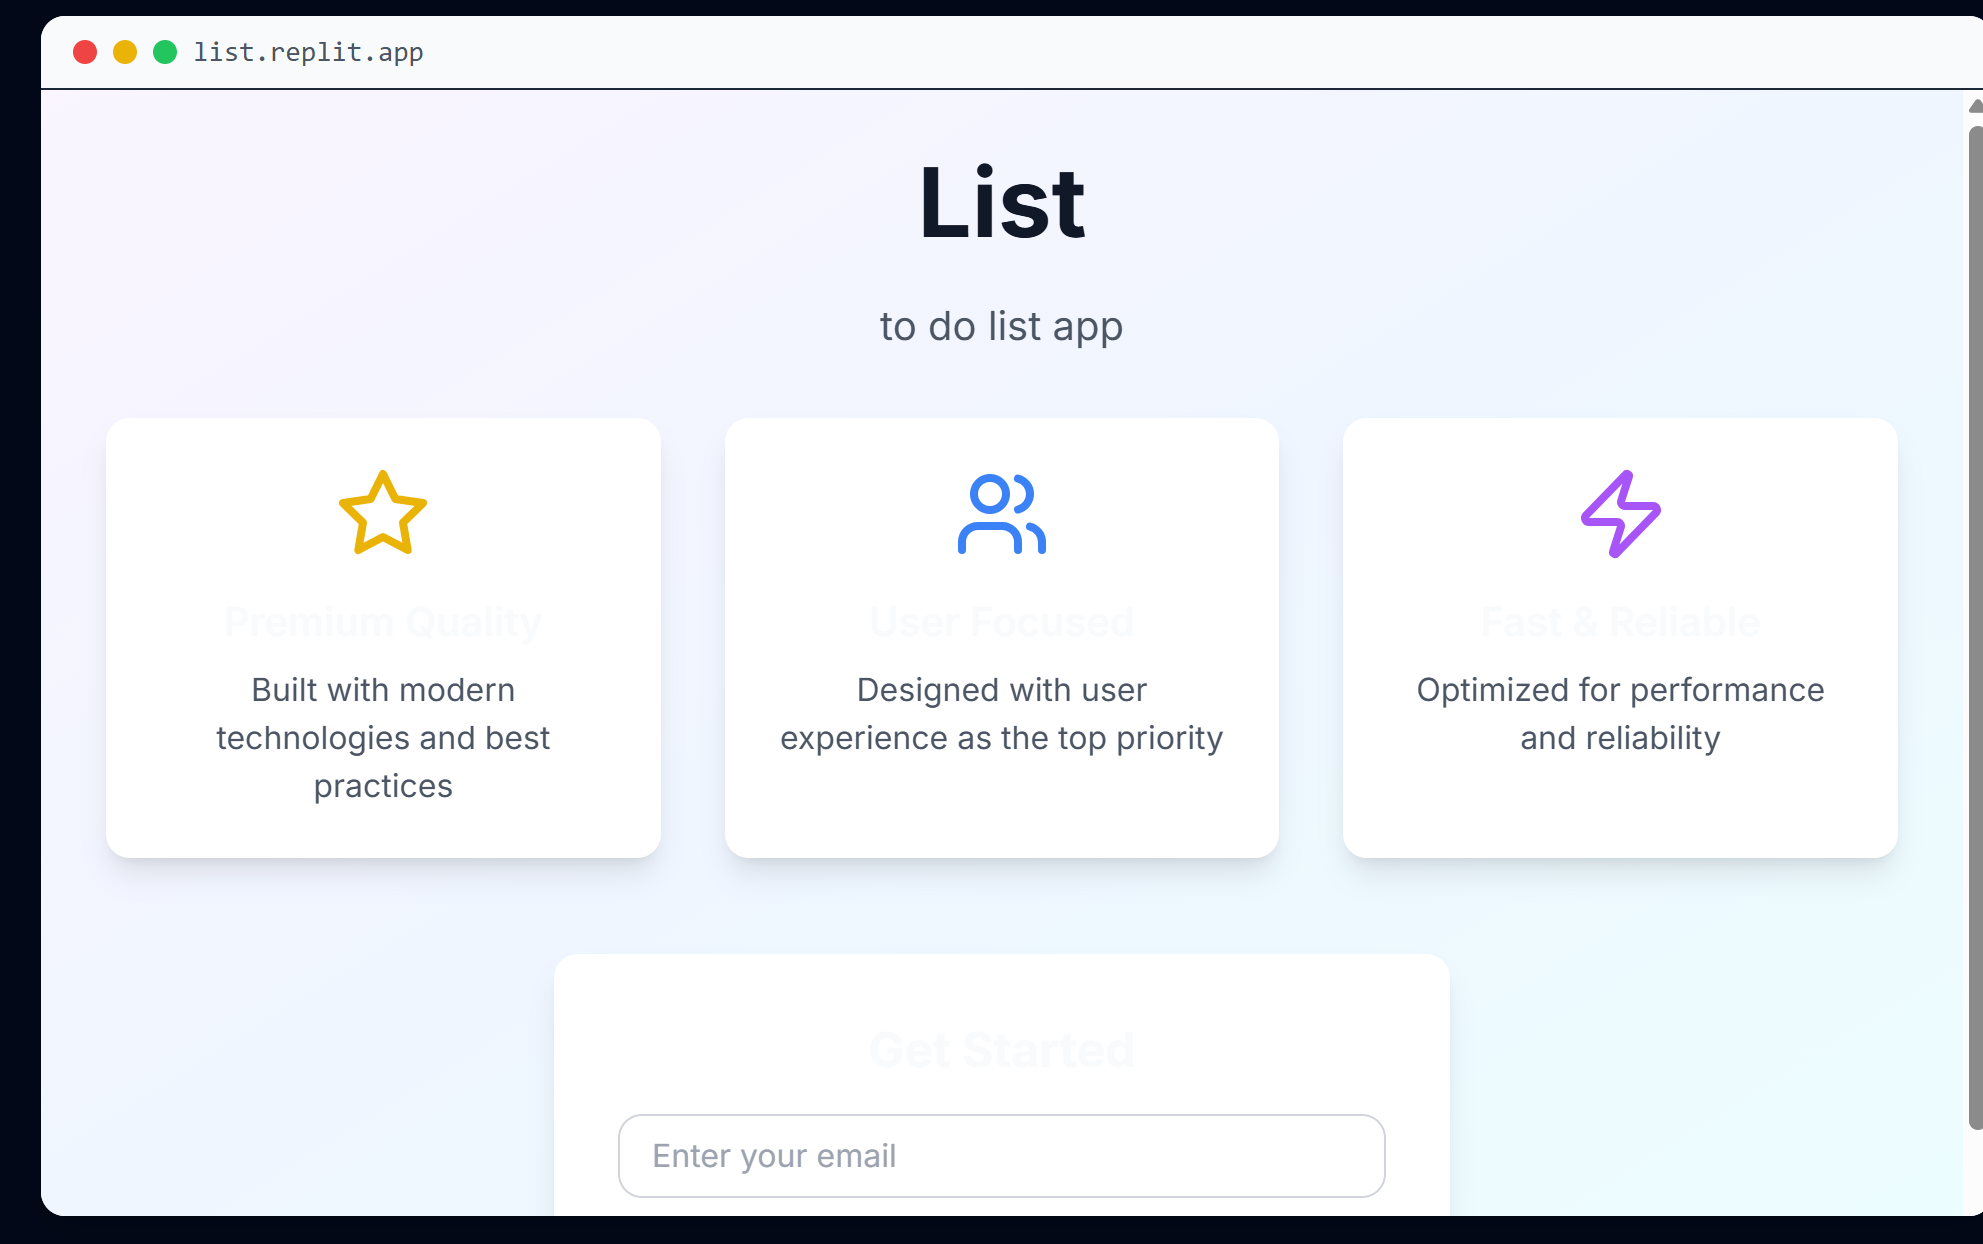 list.replit.app
List
to do list app
Premium Quality
Built with modern
technologies and best
practices
User Focused
Designed with user
experience as the top priority
Fast & Reliable
Optimized for performance
and reliability
Get Started
Enter your email